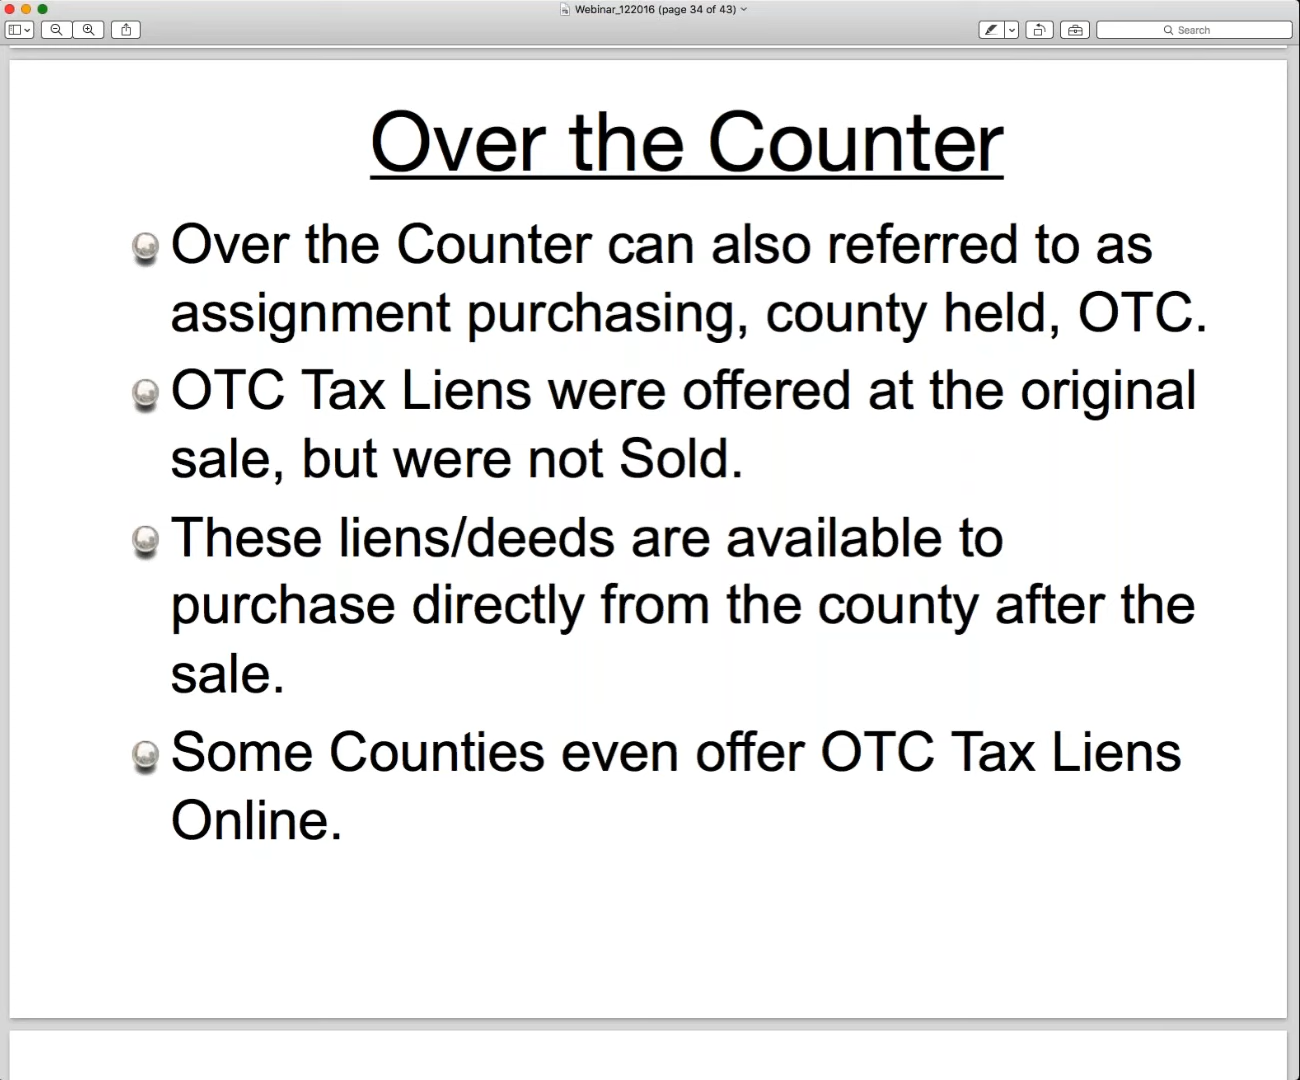 Webinar_122016 (page 34 of 43)
Search
Over the Counter
Over the Counter can also referred to as
assignment purchasing, county held, OTC.
OTC Tax Liens were offered at the original
sale, but were not Sold.
These liens/deeds are available to
purchase directly from the county after the
sale.
Some Counties even offer OTC Tax Liens
Online.